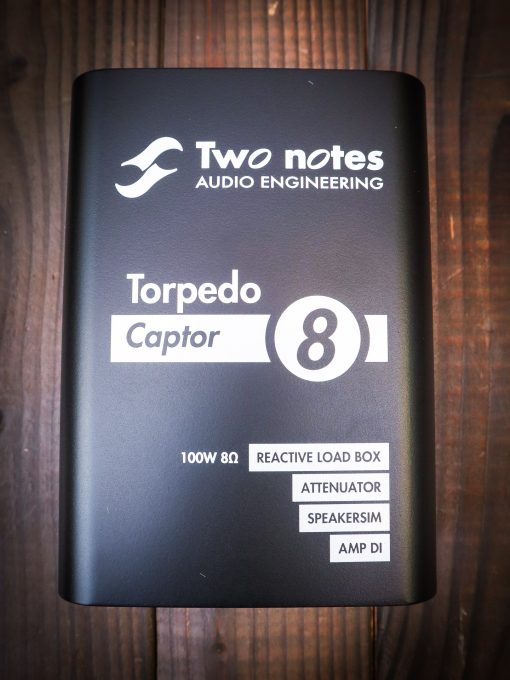 Two notes
AUDIO ENGINEERING
Torpedo
Captor 8
100W 8Ω REACTIVE LOAD BOX
ATTENUATOR
SPEAKERSIM
AMP DI